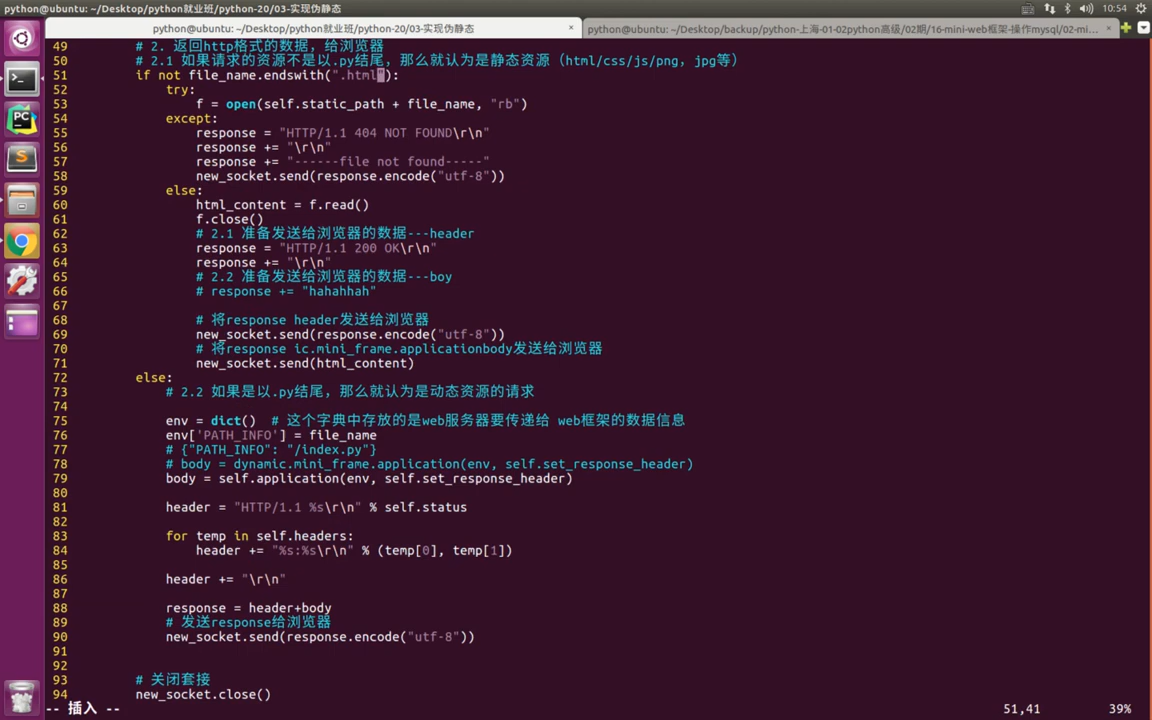 python@ubuntu: ~/Desktop/python就业班/python-20/03-实现伪静态
10:54
python@ubuntu: ~/Desktop/python就业班/python-20/03-实现伪静态 ×
python@ubuntu: ~/Desktop/backup/python-上海-01-02python高级/02期/16-mini-web框架-操作mysql/02-mi... ×
49 # 2. 返回http格式的数据，给浏览器
50 # 2.1 如果请求的资源不是以.py结尾，那么就认为是静态资源（html/css/js/png，jpg等）
51 if not file_name.endswith(".html"):
52 try:
53 f = open(self.static_path + file_name, "rb")
54 except:
55 response = "HTTP/1.1 404 NOT FOUND\r\n"
56 response += "\r\n"
57 response += "------file not found-----"
58 new_socket.send(response.encode("utf-8"))
59 else:
60 html_content = f.read()
61 f.close()
62 # 2.1 准备发送给浏览器的数据---header
63 response = "HTTP/1.1 200 OK\r\n"
64 response += "\r\n"
65 # 2.2 准备发送给浏览器的数据---boy
66 # response += "hahahhah"
67
68 # 将response header发送给浏览器
69 new_socket.send(response.encode("utf-8"))
70 # 将response ic.mini_frame.applicationbody发送给浏览器
71 new_socket.send(html_content)
72 else:
73 # 2.2 如果是以.py结尾，那么就认为是动态资源的请求
74
75 env = dict() # 这个字典中存放的是web服务器要传递给 web框架的数据信息
76 env['PATH_INFO'] = file_name
77 # {"PATH_INFO": "/index.py"}
78 # body = dynamic.mini_frame.application(env, self.set_response_header)
79 body = self.application(env, self.set_response_header)
80
81 header = "HTTP/1.1 %s\r\n" % self.status
82
83 for temp in self.headers:
84 header += "%s:%s\r\n" % (temp[0], temp[1])
85
86 header += "\r\n"
87
88 response = header+body
89 # 发送response给浏览器
90 new_socket.send(response.encode("utf-8"))
91
92
93 # 关闭套接
94 new_socket.close()
-- 插入 --
51,41
39%